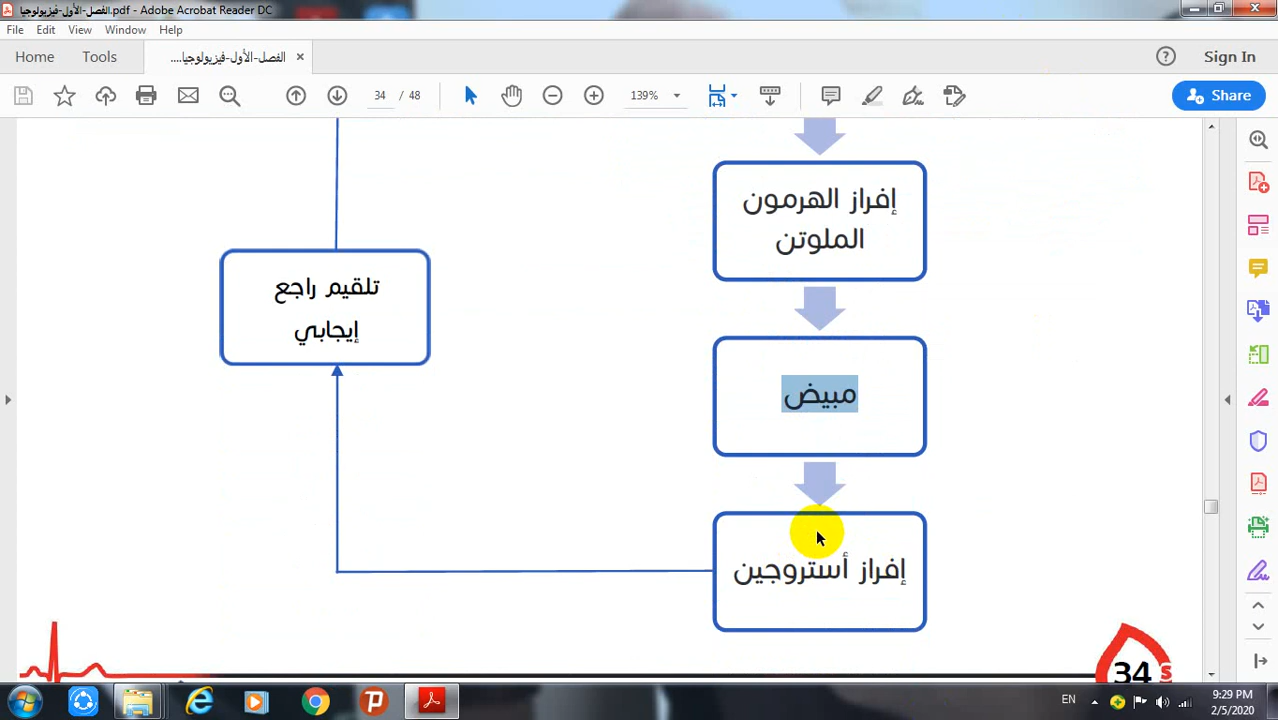 الفصل-الأول-فيزيولوجيا.pdf - Adobe Acrobat Reader DC
File Edit View Window Help
Home Tools الفصل-الأول-فيزيولوجيا.... × Sign In
34 / 48 139% Share
إفراز الهرمون
الملوتن
تلقيم راجع
إيجابي
مبيض
إفراز أستروجين
34 S
EN 9:29 PM
2/5/2020